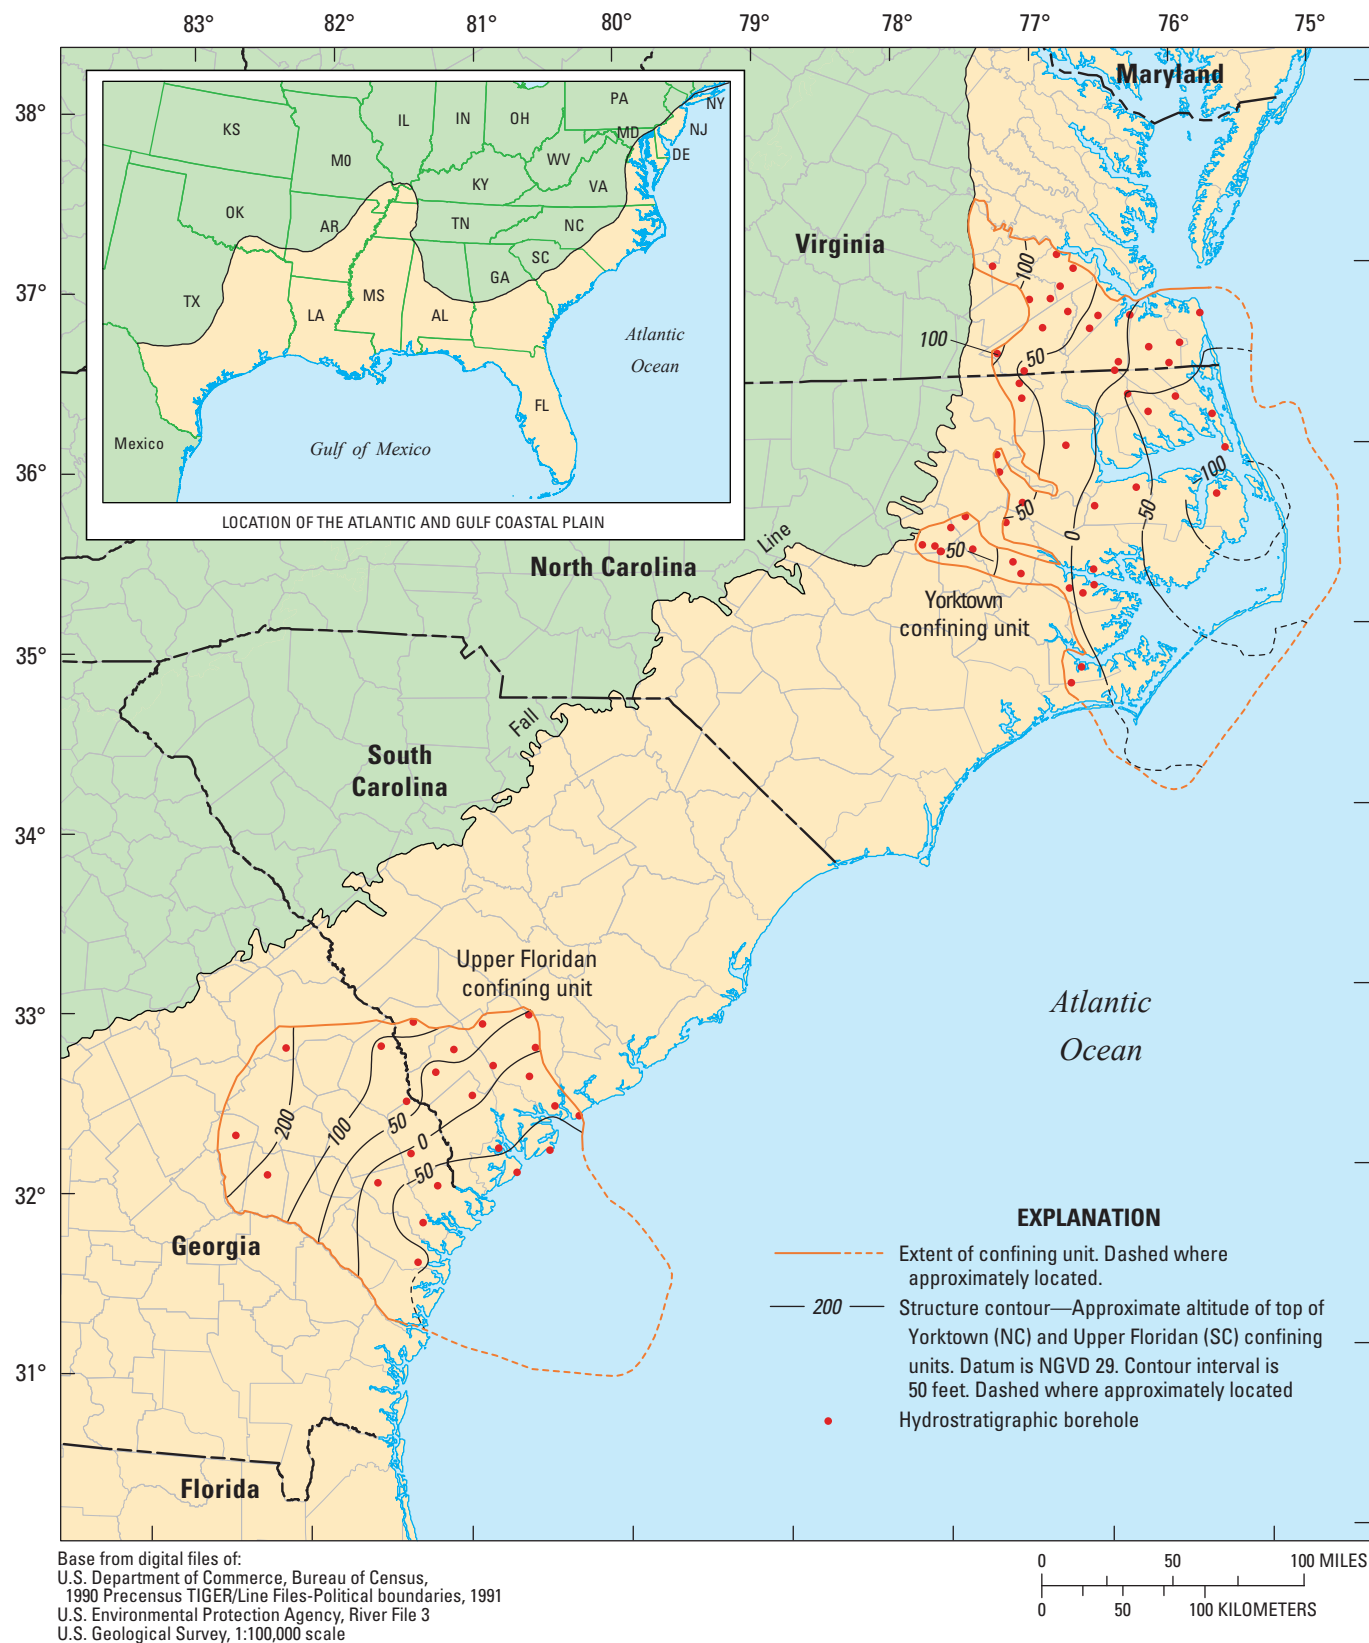 83°
82°
81°
80°
79°
78°
77°
76°
75°
38°
37°
36°
35°
34°
33°
32°
31°
Maryland
Virginia
North Carolina
South
Carolina
Georgia
Florida
KS
MO
IL
IN
OH
PA
NY
NJ
MD
DE
WV
VA
KY
OK
AR
TN
NC
SC
GA
TX
LA
MS
AL
FL
Mexico
Gulf of Mexico
Atlantic
Ocean
LOCATION OF THE ATLANTIC AND GULF COASTAL PLAIN
Fall
Line
100
100
50
50
50
0
-50
-100
Yorktown
confining unit
Upper Floridan
confining unit
200
100
50
0
-50
Atlantic
Ocean
EXPLANATION
Extent of confining unit. Dashed where
approximately located.
200 Structure contour—Approximate altitude of top of
Yorktown (NC) and Upper Floridan (SC) confining
units. Datum is NGVD 29. Contour interval is
50 feet. Dashed where approximately located
Hydrostratigraphic borehole
Base from digital files of:
U.S. Department of Commerce, Bureau of Census,
1990 Precensus TIGER/Line Files-Political boundaries, 1991
U.S. Environmental Protection Agency, River File 3
U.S. Geological Survey, 1:100,000 scale
0 50 100 MILES
0 50 100 KILOMETERS